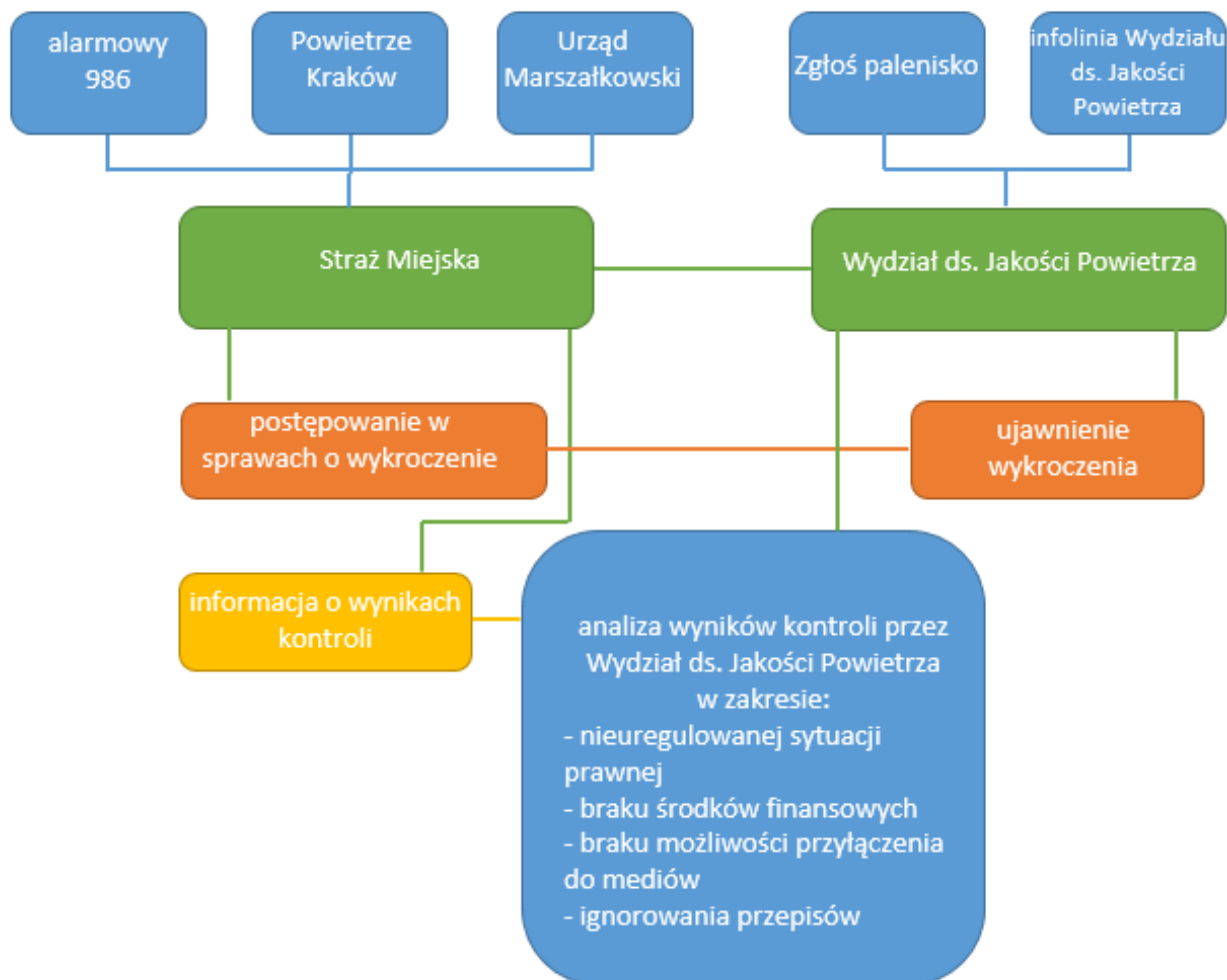 alarmowy
986
Powietrze
Kraków
Urząd
Marszałkowski
Zgłoś palenisko
infolinia Wydziału
ds. Jakości
Powietrza
Straż Miejska
Wydział ds. Jakości Powietrza
postępowanie w
sprawach o wykroczenie
ujawnienie
wykroczenia
informacja o wynikach
kontroli
analiza wyników kontroli przez
Wydział ds. Jakości Powietrza
w zakresie:
- nieuregulowanej sytuacji
prawnej
- braku środków finansowych
- braku możliwości przyłączenia
do mediów
- ignorowania przepisów